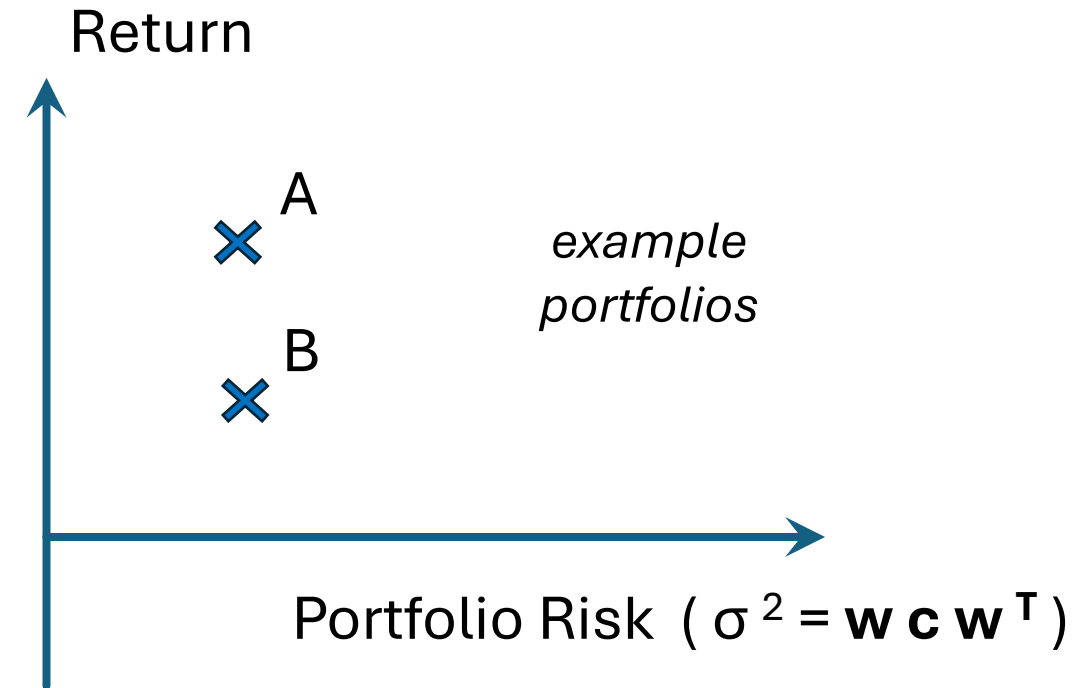 Return
A
example
portfolios
B
Portfolio Risk ( σ ² = w c w ᵀ )